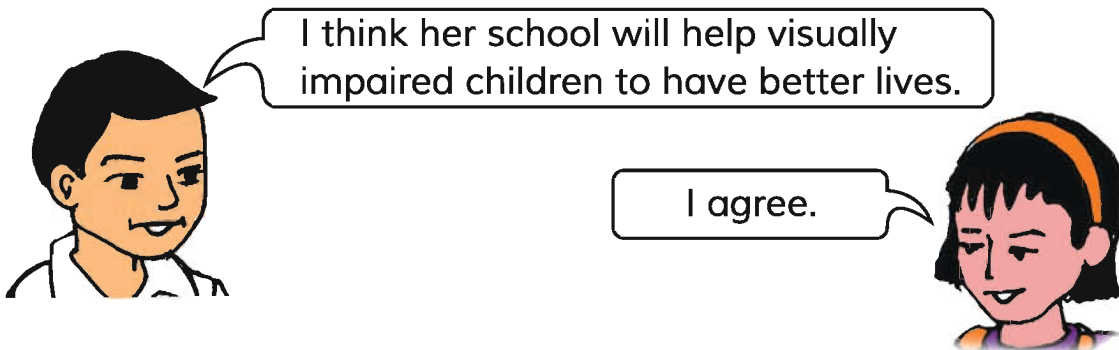 I think her school will help visually
impaired children to have better lives.
I agree.